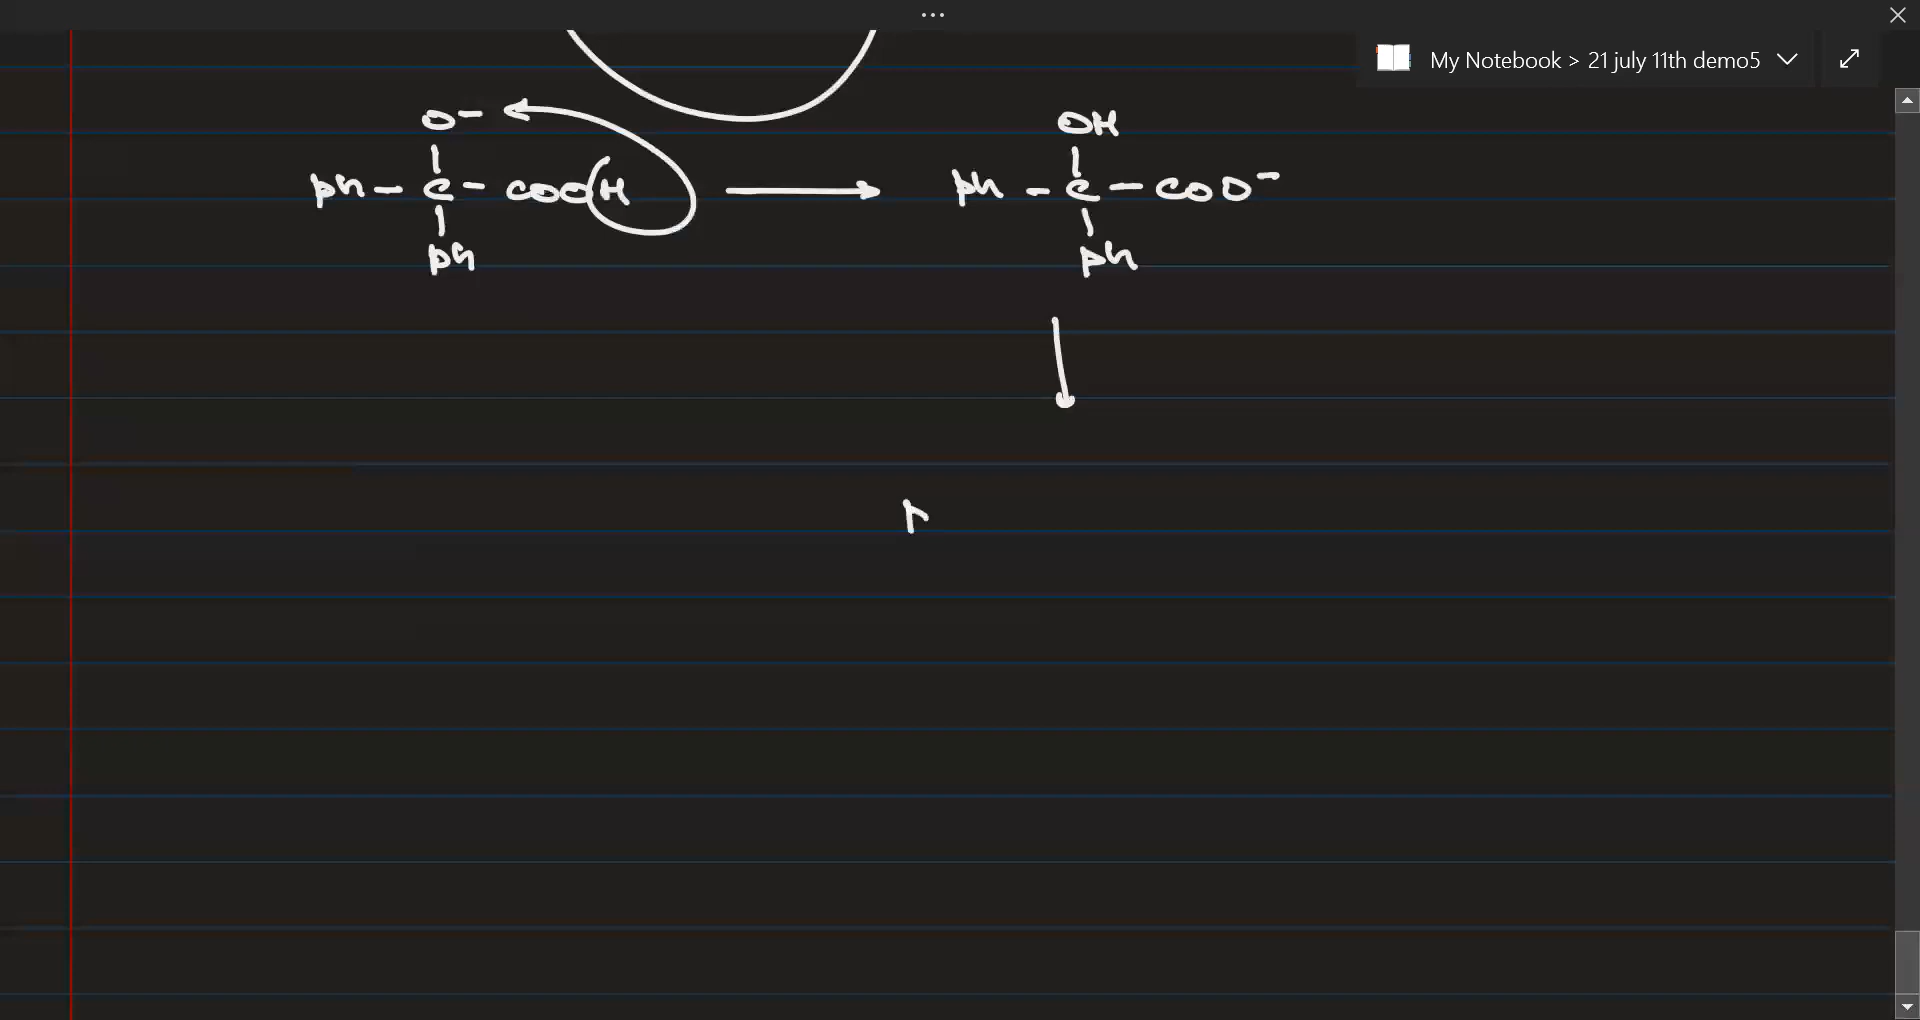 My Notebook > 21 july 11th demo5
O⁻ OH
Ph - C - COOH ⟶ Ph - C - COO⁻
Ph Ph